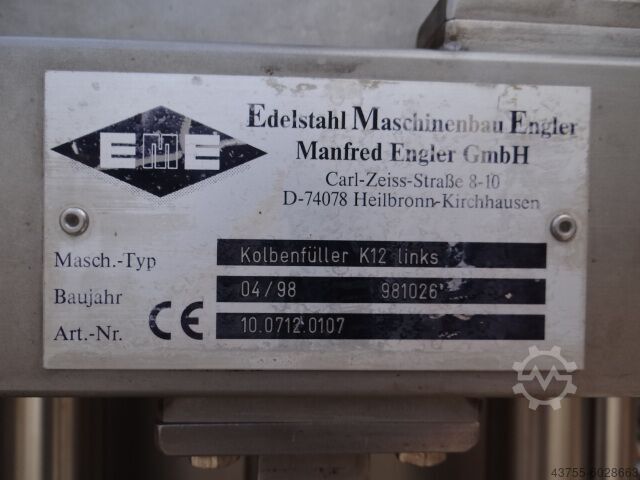 EME
Edelstahl Maschinenbau Engler
Manfred Engler GmbH
Carl-Zeiss-Straße 8-10
D-74078 Heilbronn-Kirchhausen
Masch.-Typ Kolbenfüller K12 links
Baujahr 04/98 981026
Art.-Nr. CE 10.0712.0107
43755-6028663